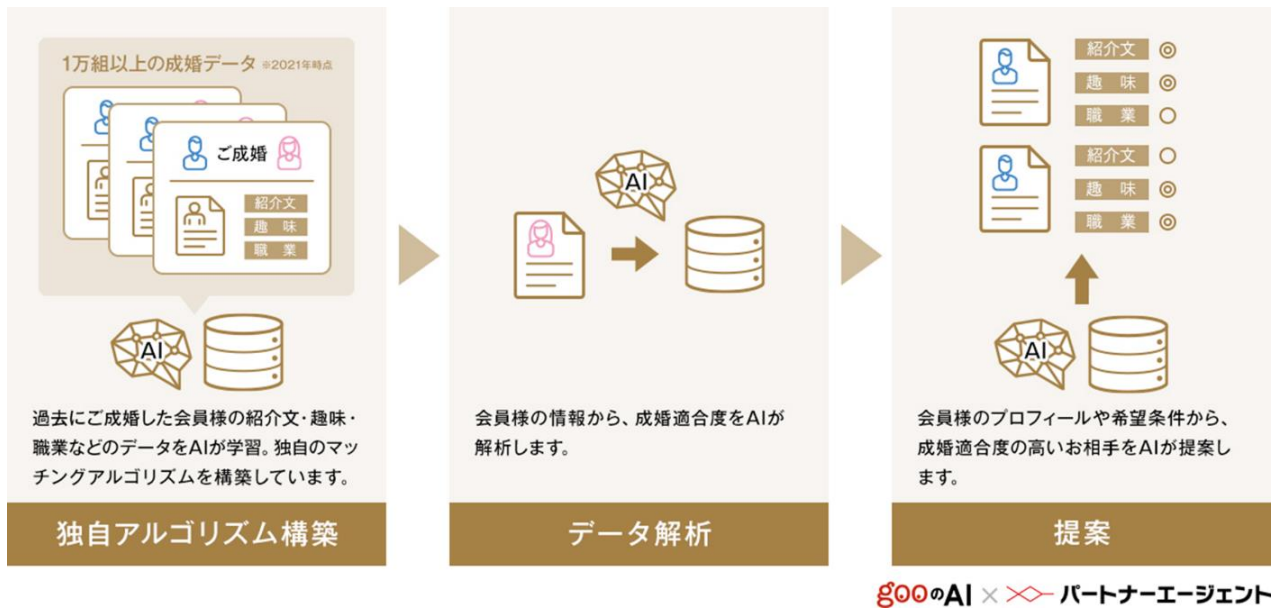 1万組以上の成婚データ ※2021年時点
ご成婚
紹介文
趣 味
職 業
AI
過去にご成婚した会員様の紹介文・趣味・
職業などのデータをAIが学習。独自のマッ
チングアルゴリズムを構築しています。
独自アルゴリズム構築
AI
会員様の情報から、成婚適合度をAIが
解析します。
データ解析
紹介文 ◎
趣 味 ◎
職 業 ○
紹介文 ○
趣 味 ◎
職 業 ◎
AI
会員様のプロフィールや希望条件から、
成婚適合度の高いお相手をAIが提案し
ます。
提案
gooのAI × パートナーエージェント